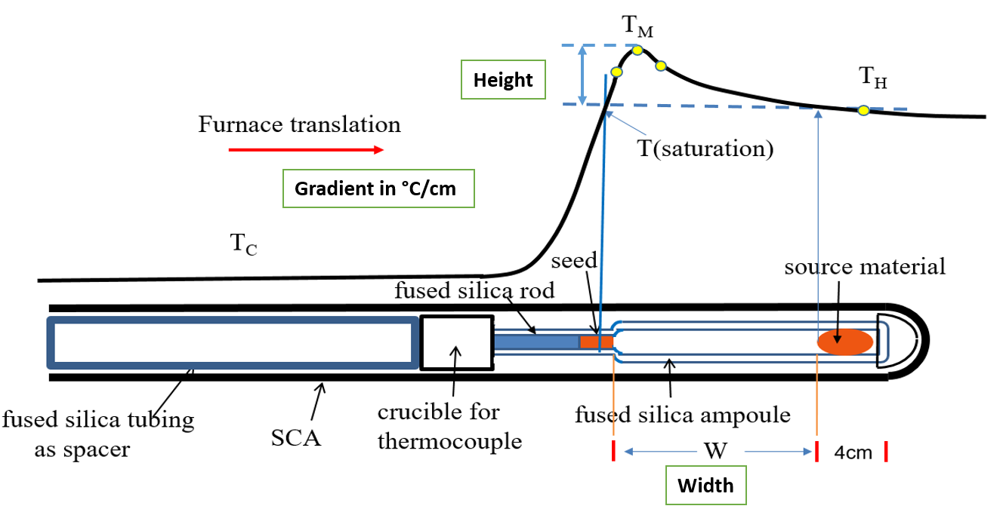 T_M
Height
T_H
Furnace translation
T(saturation)
Gradient in °C/cm
T_C
seed
source material
fused silica rod
fused silica tubing
as spacer
SCA
crucible for
thermocouple
fused silica ampoule
W
4cm
Width